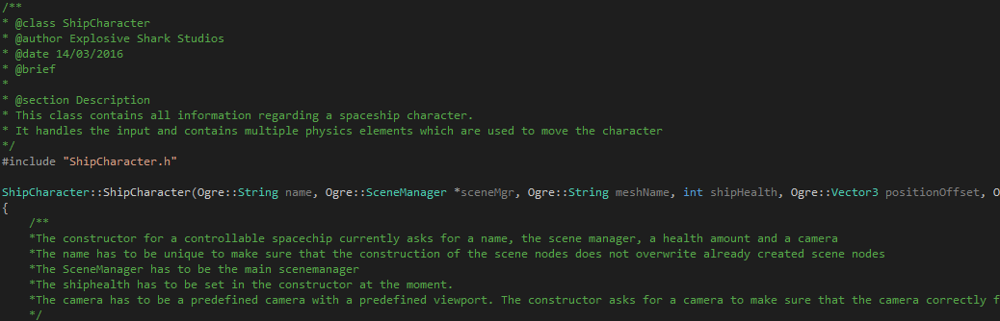 /**
* @class ShipCharacter
* @author Explosive Shark Studios
* @date 14/03/2016
* @brief
*
* @section Description
* This class contains all information regarding a spaceship character.
* It handles the input and contains multiple physics elements which are used to move the character
*/
#include "ShipCharacter.h"
ShipCharacter::ShipCharacter(Ogre::String name, Ogre::SceneManager *sceneMgr, Ogre::String meshName, int shipHealth, Ogre::Vector3 positionOffset, O
{
/**
*The constructor for a controllable spacechip currently asks for a name, the scene manager, a health amount and a camera
*The name has to be unique to make sure that the construction of the scene nodes does not overwrite already created scene nodes
*The SceneManager has to be the main scenemanager
*The shiphealth has to be set in the constructor at the moment.
*The camera has to be a predefined camera with a predefined viewport. The constructor asks for a camera to make sure that the camera correctly f
*/